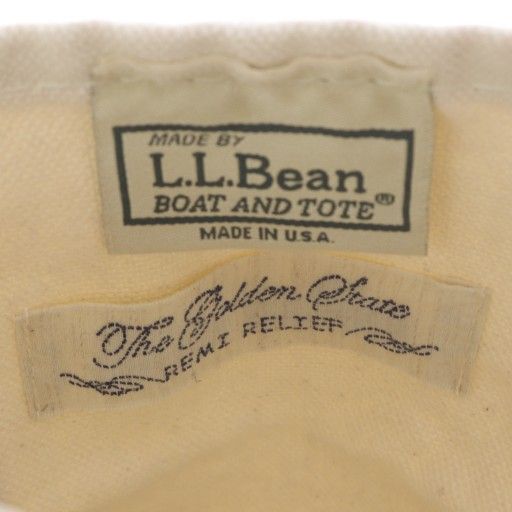 MADE BY
L.L.Bean®
BOAT AND TOTE
MADE IN U.S.A.
The Golden State
REMI RELIEF